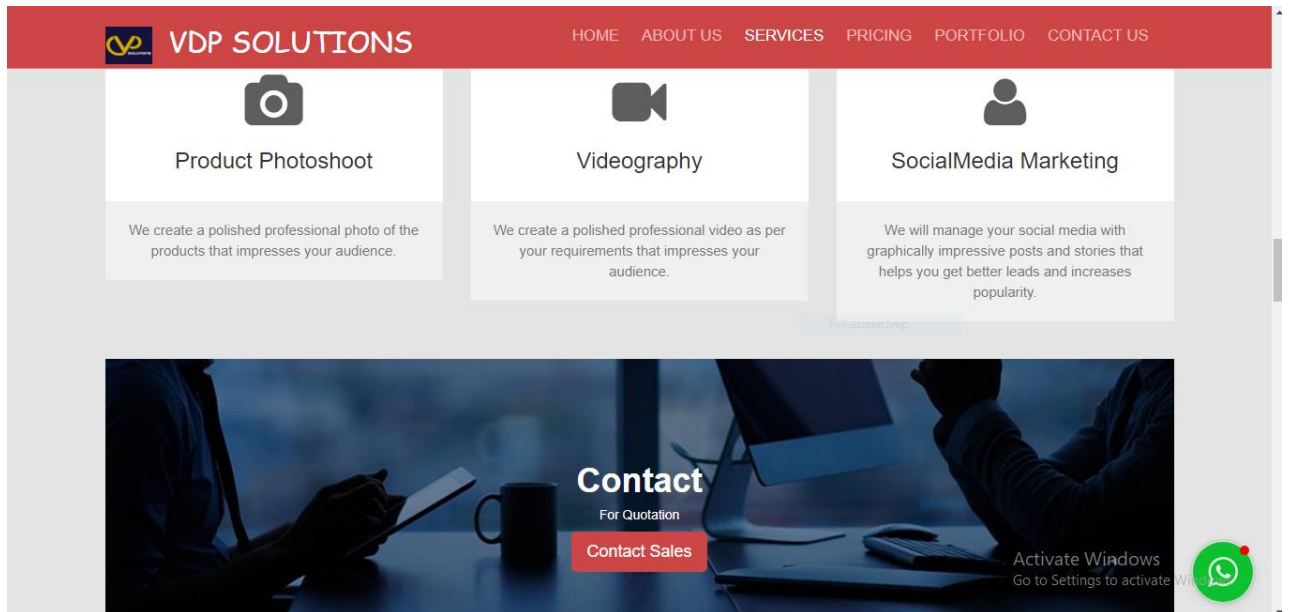 VDP SOLUTIONS
HOME ABOUT US SERVICES PRICING PORTFOLIO CONTACT US
Product Photoshoot
We create a polished professional photo of the
products that impresses your audience.
Videography
We create a polished professional video as per
your requirements that impresses your
audience.
SocialMedia Marketing
We will manage your social media with
graphically impressive posts and stories that
helps you get better leads and increases
popularity.
Full-screen Snip
Contact
For Quotation
Contact Sales
Activate Windows
Go to Settings to activate